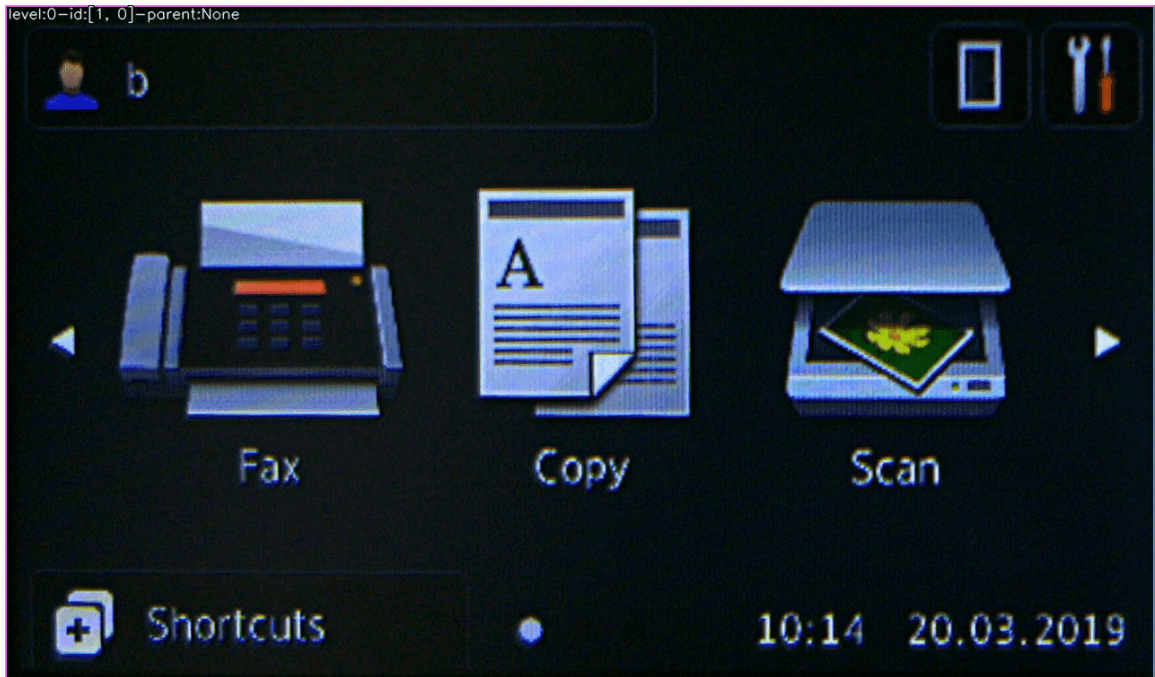 level:0-id:[1, 0]-parent:None
b
A
Fax
Copy
Scan
Shortcuts
10:14 20.03.2019